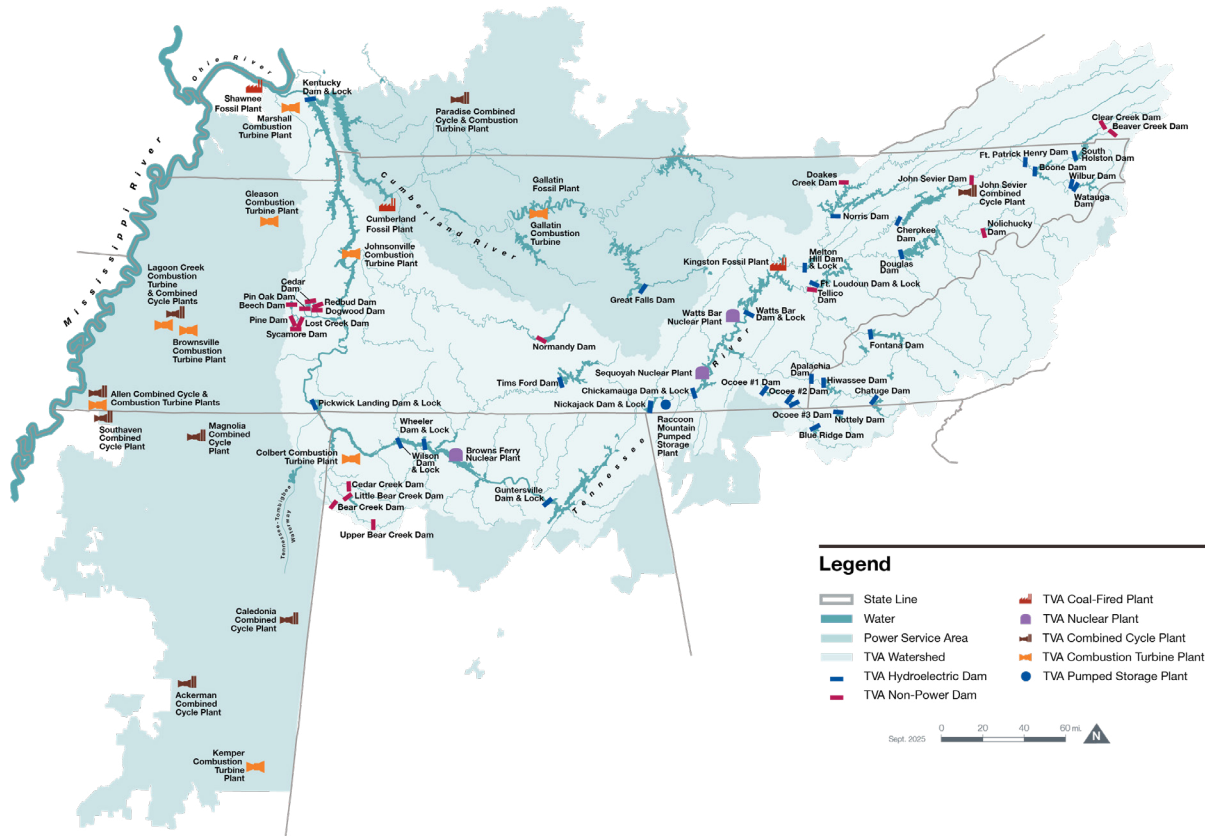 Ohio River
Kentucky
Dam & Lock
Shawnee
Fossil Plant
Marshall
Combustion
Turbine Plant
Paradise Combined
Cycle & Combustion
Turbine Plant
Clear Creek Dam
Beaver Creek Dam
Mississippi River
Ft. Patrick Henry Dam
South
Holston Dam
Boone Dam
Wilbur Dam
Watauga
Dam
Doakes
Creek Dam
John Sevier Dam
John Sevier
Combined
Cycle Plant
Cumberland River
Gallatin
Fossil Plant
Gallatin
Combustion
Turbine
Gleason
Combustion
Turbine Plant
Cumberland
Fossil Plant
Norris Dam
Cherpkee
Dam
Nolichucky
Dam
Johnsonville
Combustion
Turbine Plant
Melton
Hill Dam
& Lock
Douglas
Dam
Kingston Fossil Plant
Lagoon Creek
Combustion
Turbine
& Combined
Cycle Plants
Cedar
Dam
Pin Oak Dam
Redbud Dam
Beech Dam
Dogwood Dam
Pine Dam
Lost Creek Dam
Sycamore Dam
Ft. Loudoun Dam & Lock
Tellico
Dam
Great Falls Dam
Watts Bar
Nuclear Plant
Watts Bar
Dam & Lock
Brownsville
Combustion
Turbine Plant
Normandy Dam
Fontana Dam
Sequoyah Nuclear Plant
Apalachia
Dam
Tims Ford Dam
Chickamauga Dam & Lock
Ocoee #1 Dam
Hiwassee Dam
Ocoee #2 Dam
Chatuge Dam
Allen Combined Cycle &
Combustion Turbine Plants
Pickwick Landing Dam & Lock
Nickajack Dam & Lock
Ocoee #3 Dam
Nottely Dam
Blue Ridge Dam
Southaven
Combined
Cycle Plant
Magnolia
Combined
Cycle Plant
Wheeler
Dam & Lock
Raccoon
Mountain
Pumped
Storage
Plant
Colbert Combustion
Turbine Plant
Wilson
Dam
& Lock
Browns Ferry
Nuclear Plant
Tennessee River
Cedar Creek Dam
Little Bear Creek Dam
Bear Creek Dam
Guntersville
Dam & Lock
Tennessee-Tombigbee
Waterway
Upper Bear Creek Dam
Caledonia
Combined
Cycle Plant
Ackerman
Combined
Cycle Plant
Kemper
Combustion
Turbine
Plant
Legend
State Line
Water
Power Service Area
TVA Watershed
TVA Hydroelectric Dam
TVA Non-Power Dam
TVA Coal-Fired Plant
TVA Nuclear Plant
TVA Combined Cycle Plant
TVA Combustion Turbine Plant
TVA Pumped Storage Plant
Sept. 2025
0 20 40 60 mi.
N